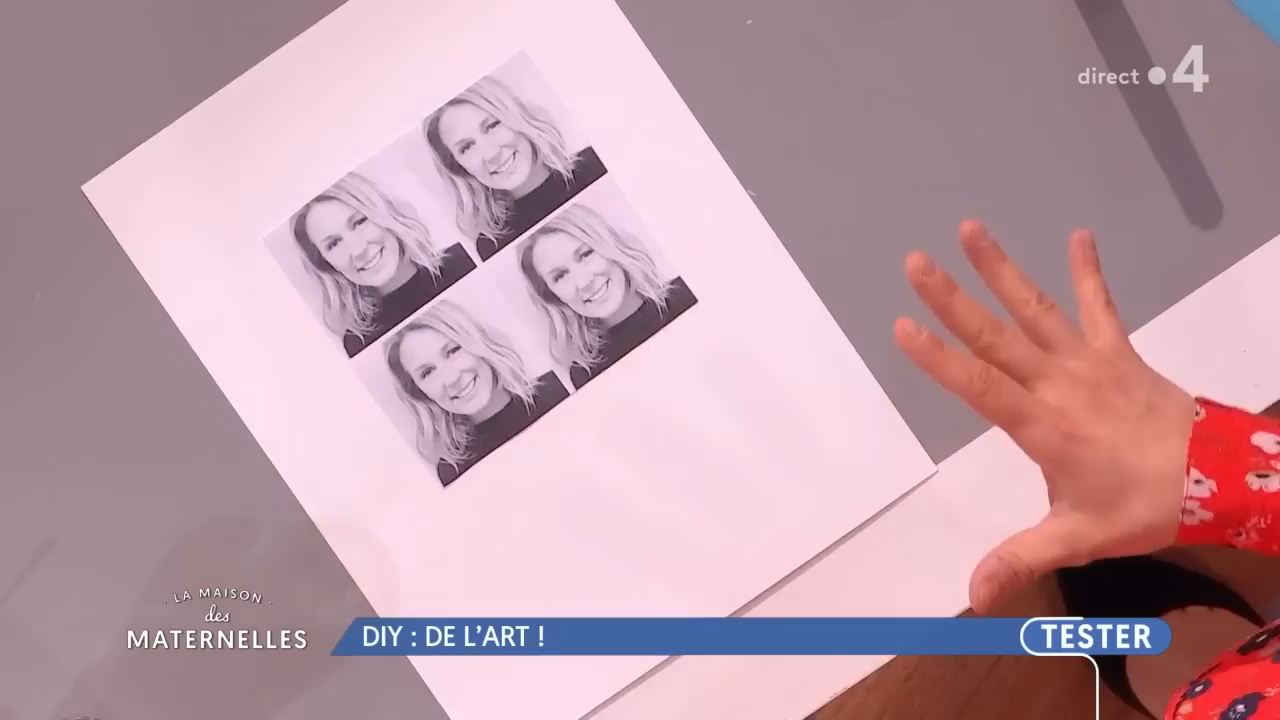 direct 4
. LA MAISON .
des
MATERNELLES
DIY : DE L'ART !
TESTER